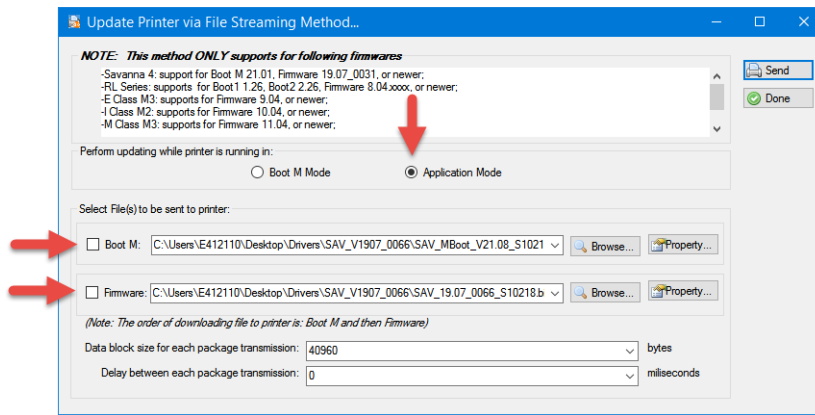 Update Printer via File Streaming Method...
NOTE: This method ONLY supports for following firmwares
-Savanna 4: support for Boot M 21.01, Firmware 19.07_0031, or newer;
-RL Series: supports for Boot1 1.26, Boot2 2.26, Firmware 8.04.xxxx, or newer;
-E Class M3: supports for Firmware 9.04, or newer;
-I Class M2: supports for Firmware 10.04, or newer;
-M Class M3: supports for Firmware 11.04, or newer;
Send
Done
Perform updating while printer is running in:
Boot M Mode
Application Mode
Select File(s) to be sent to printer:
Boot M: C:\Users\E412110\Desktop\Drivers\SAV_V1907_0066\SAV_MBoot_V21.08_S1021 Browse... Property...
Firmware: C:\Users\E412110\Desktop\Drivers\SAV_V1907_0066\SAV_19.07_0066_S10218.b Browse... Property...
(Note: The order of downloading file to printer is: Boot M and then Firmware)
Data block size for each package transmission: 40960 bytes
Delay between each package transmission: 0 miliseconds